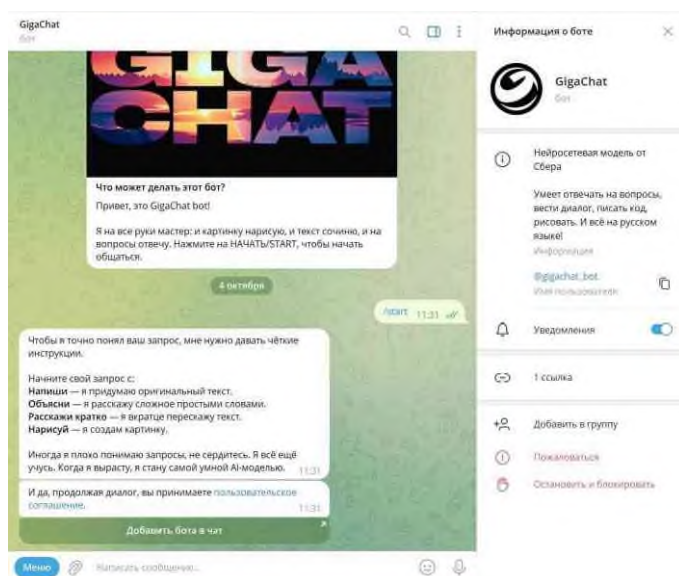 GigaChat
бот
GIGA
CHAT
Что может делать этот бот?
Привет, это GigaChat bot!
Я на все руки мастер: и картинку нарисую, и текст сочиню, и на
вопросы отвечу. Нажмите на НАЧАТЬ/START, чтобы начать
общаться.
4 октября
/start 11:31
Чтобы я точно понял ваш запрос, мне нужно давать чёткие
инструкции.
Начните свой запрос с:
Напиши — я придумаю оригинальный текст.
Объясни — я расскажу сложное простыми словами.
Расскажи кратко — я вкратце перескажу текст.
Нарисуй — я создам картинку.
Иногда я плохо понимаю запросы, не сердитесь. Я всё ещё
учусь. Когда я вырасту, я стану самой умной AI-моделью. 11:31
И да, продолжая диалог, вы принимаете пользовательское
соглашение. 11:31
Добавить бота в чат
Меню
Написать сообщение...
Информация о боте
GigaChat
бот
Нейросетевая модель от
Сбера
Умеет отвечать на вопросы,
вести диалог, писать код,
рисовать. И всё на русском
языке!
Информация
@gigachat_bot
Имя пользователя
Уведомления
1 ссылка
Добавить в группу
Пожаловаться
Остановить и блокировать